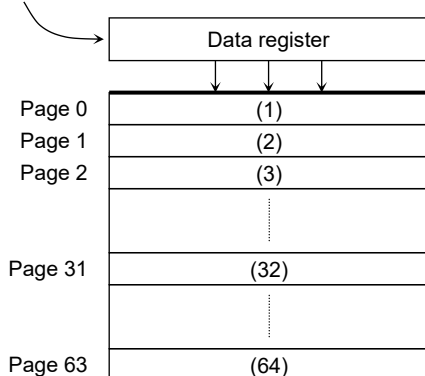 Data register
Page 0 (1)
Page 1 (2)
Page 2 (3)
Page 31 (32)
Page 63 (64)